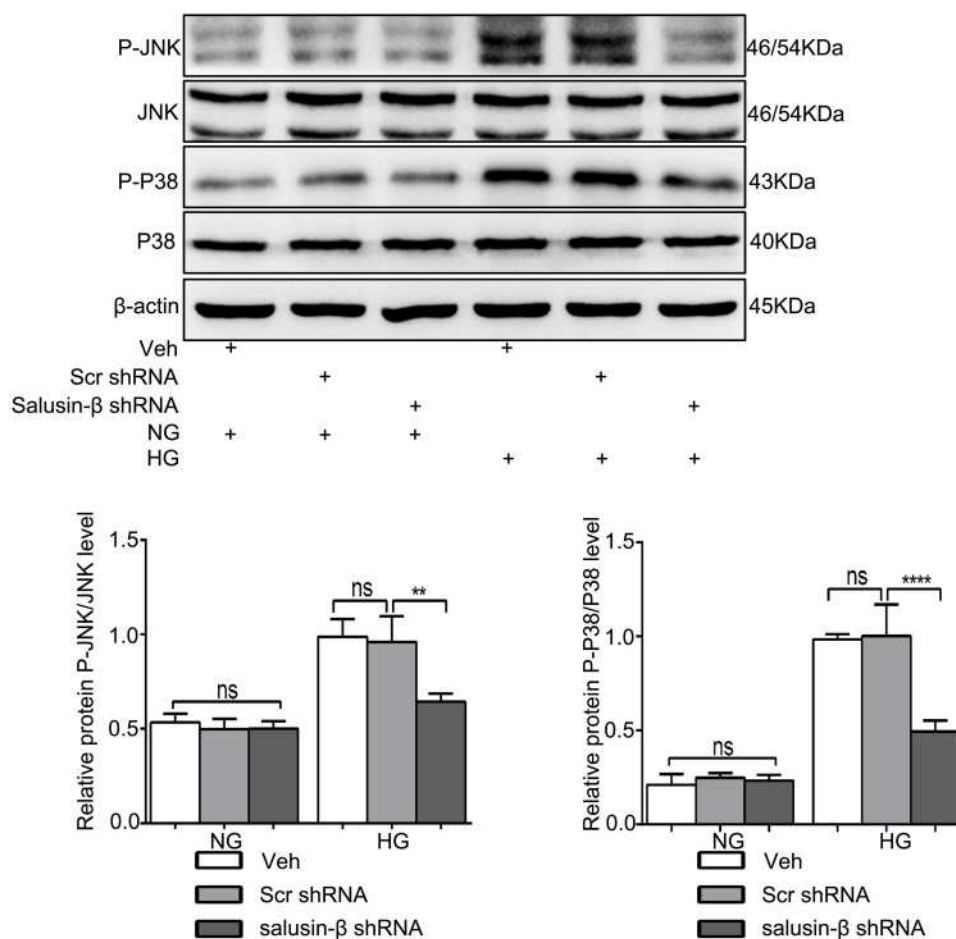 P-JNK 46/54KDa
JNK 46/54KDa
P-P38 43KDa
P38 40KDa
β-actin 45KDa
Veh + +
Scr shRNA + +
Salusin-β shRNA + +
NG + + +
HG + + +
Relative protein P-JNK/JNK level
1.5
1.0
0.5
0.0
ns
ns
**
NG HG
Veh
Scr shRNA
salusin-β shRNA
Relative protein P-P38/P38 level
1.5
1.0
0.5
0.0
ns
ns
****
NG HG
Veh
Scr shRNA
salusin-β shRNA